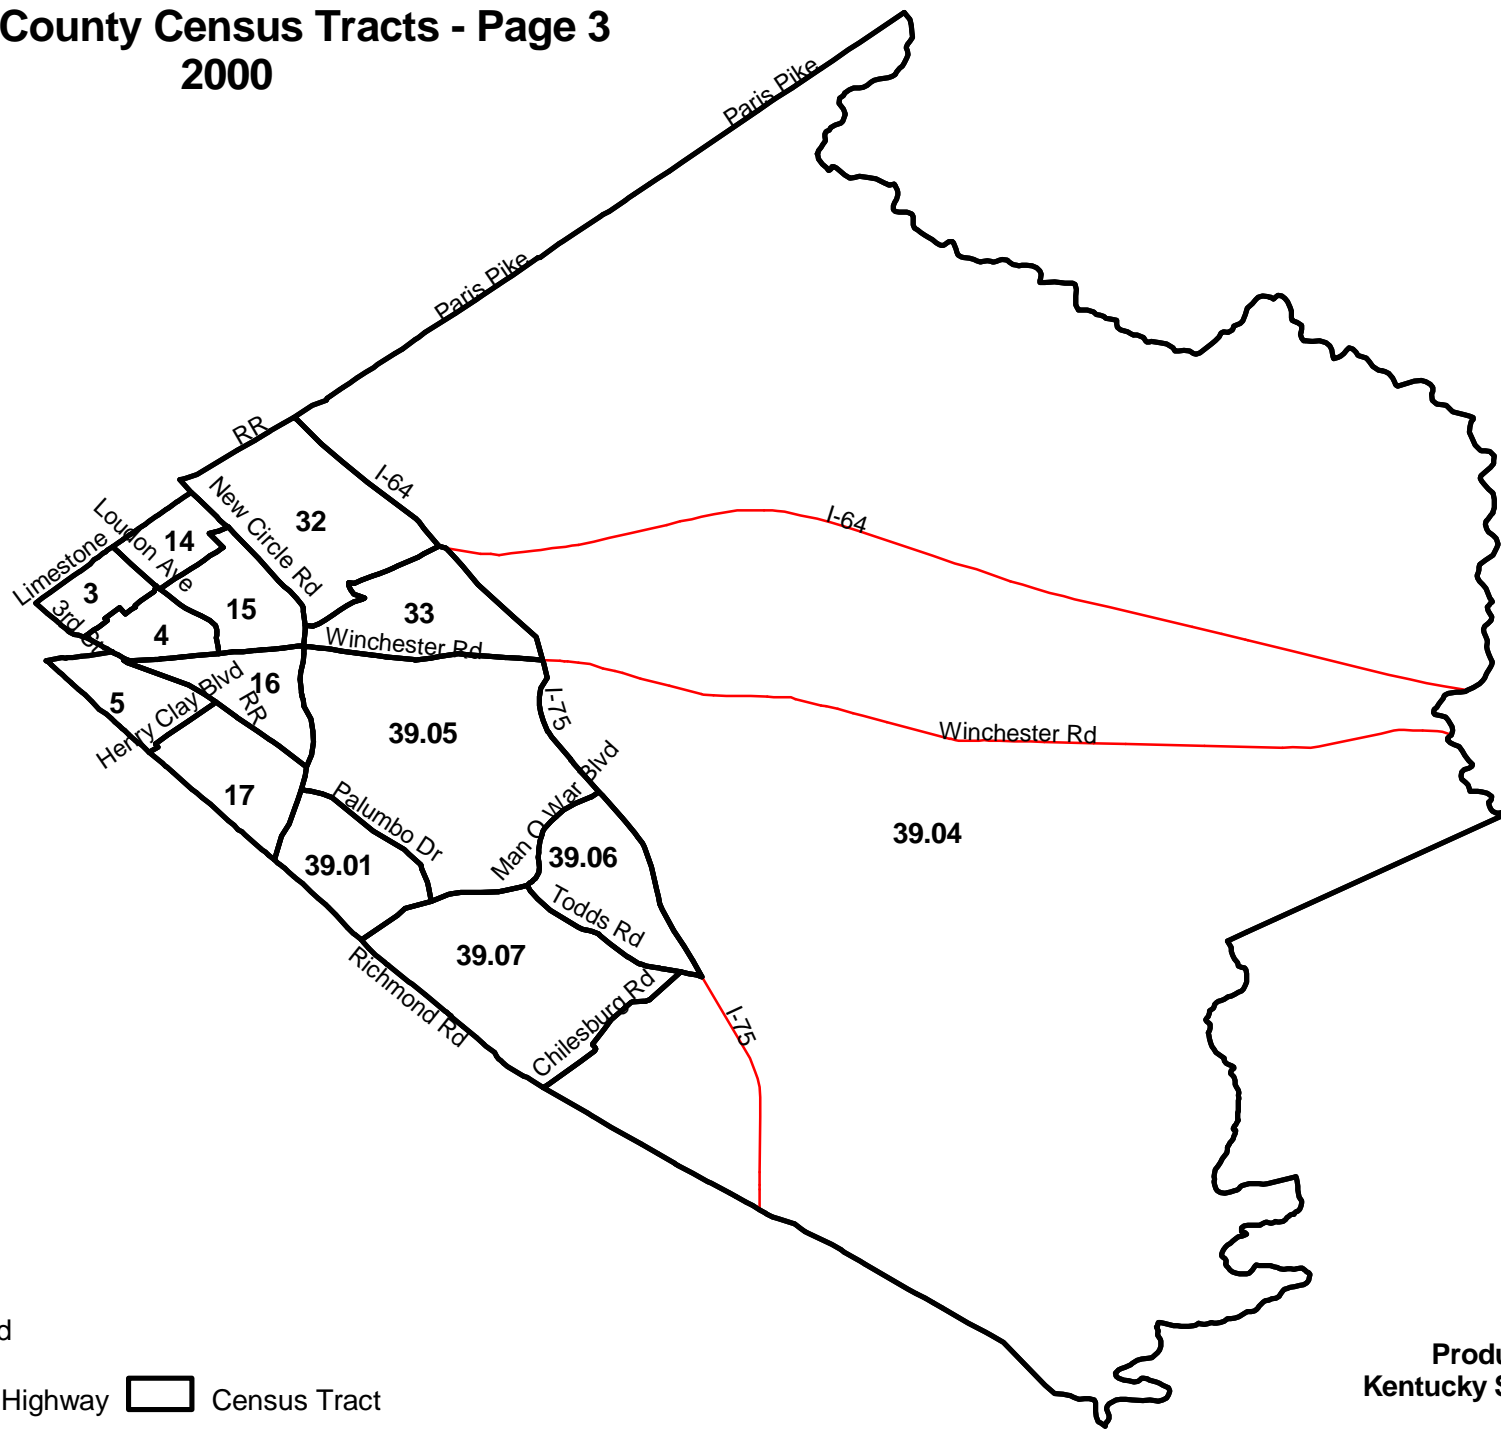 County Census Tracts - Page 3
2000
Paris Pike
Paris Pike
RR
I-64
New Circle Rd
32
Loudon Ave
14
Limestone
I-64
3
15
33
3rd St
4
Winchester Rd
16
5
Henry Clay Blvd
RR
I-75
39.05
Winchester Rd
17
Palumbo Dr
Man O War Blvd
39.04
39.01
39.06
Todds Rd
39.07
Richmond Rd
Chilesburg Rd
I-75
d
Produ
Kentucky S
Highway
Census Tract